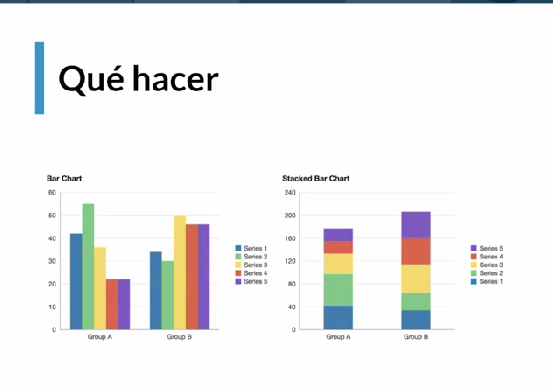 Qué hacer
Bar Chart
60
50
40
30
20
10
0
Group A
Group B
Series 1
Series 2
Series 3
Series 4
Series 5
Stacked Bar Chart
240
200
160
120
80
40
0
Group A
Group B
Series 5
Series 4
Series 3
Series 2
Series 1